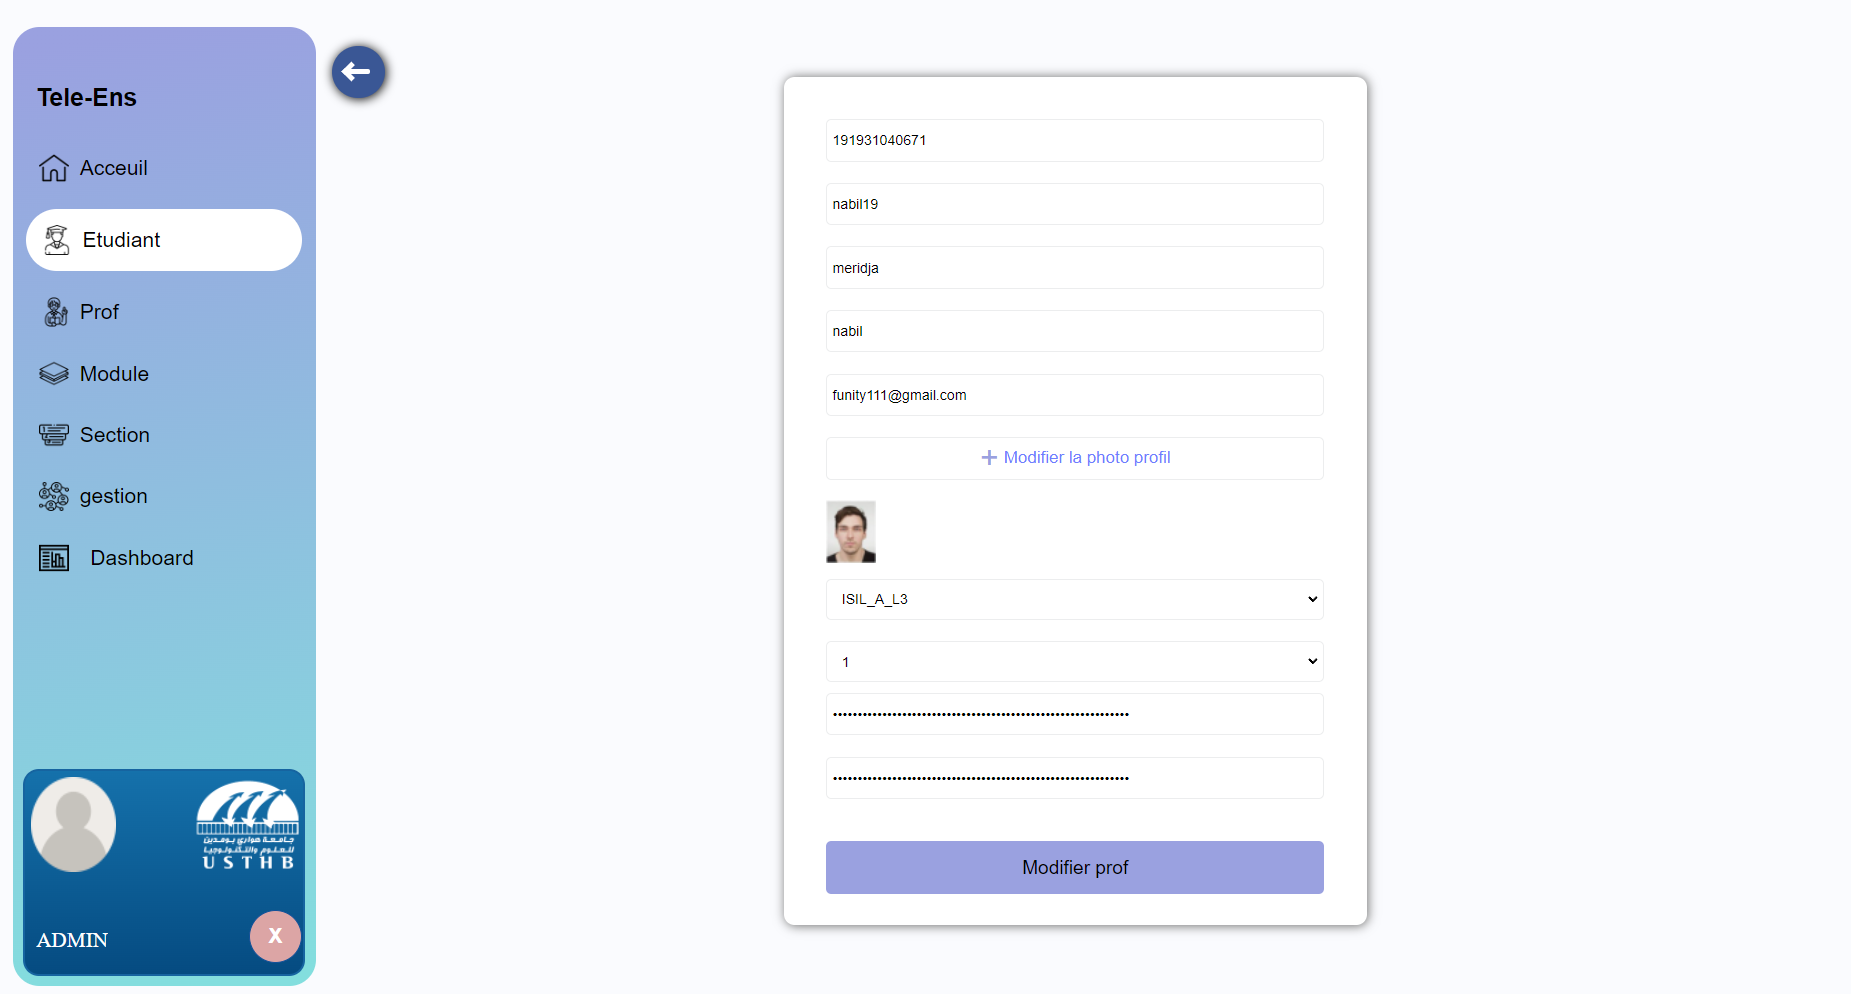 Tele-Ens
Acceuil
Etudiant
Prof
Module
Section
gestion
Dashboard
جامعة هواري بومدين
للعلوم والتكنولوجيا
USTHB
ADMIN
X
191931040671
nabil19
meridja
nabil
funity111@gmail.com
Modifier la photo profil
ISIL_A_L3
1
Modifier prof